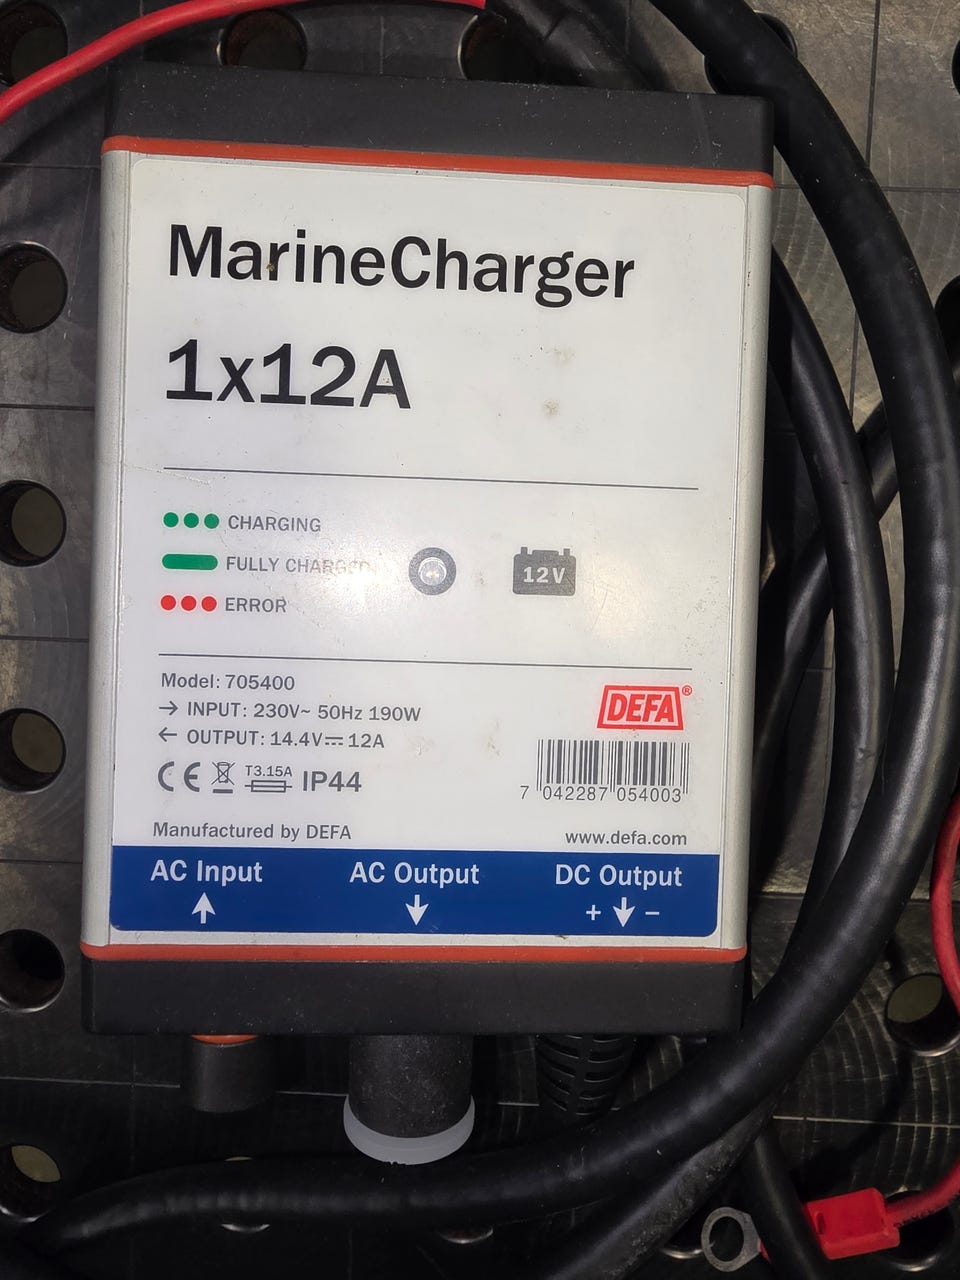 MarineCharger
1x12A
CHARGING
FULLY CHARGED
ERROR
12V
Model: 705400
→ INPUT: 230V~ 50Hz 190W
← OUTPUT: 14.4V⎓ 12A
CE T3.15A IP44
DEFA®
7 042287 054003
Manufactured by DEFA
www.defa.com
AC Input
AC Output
DC Output
+ −